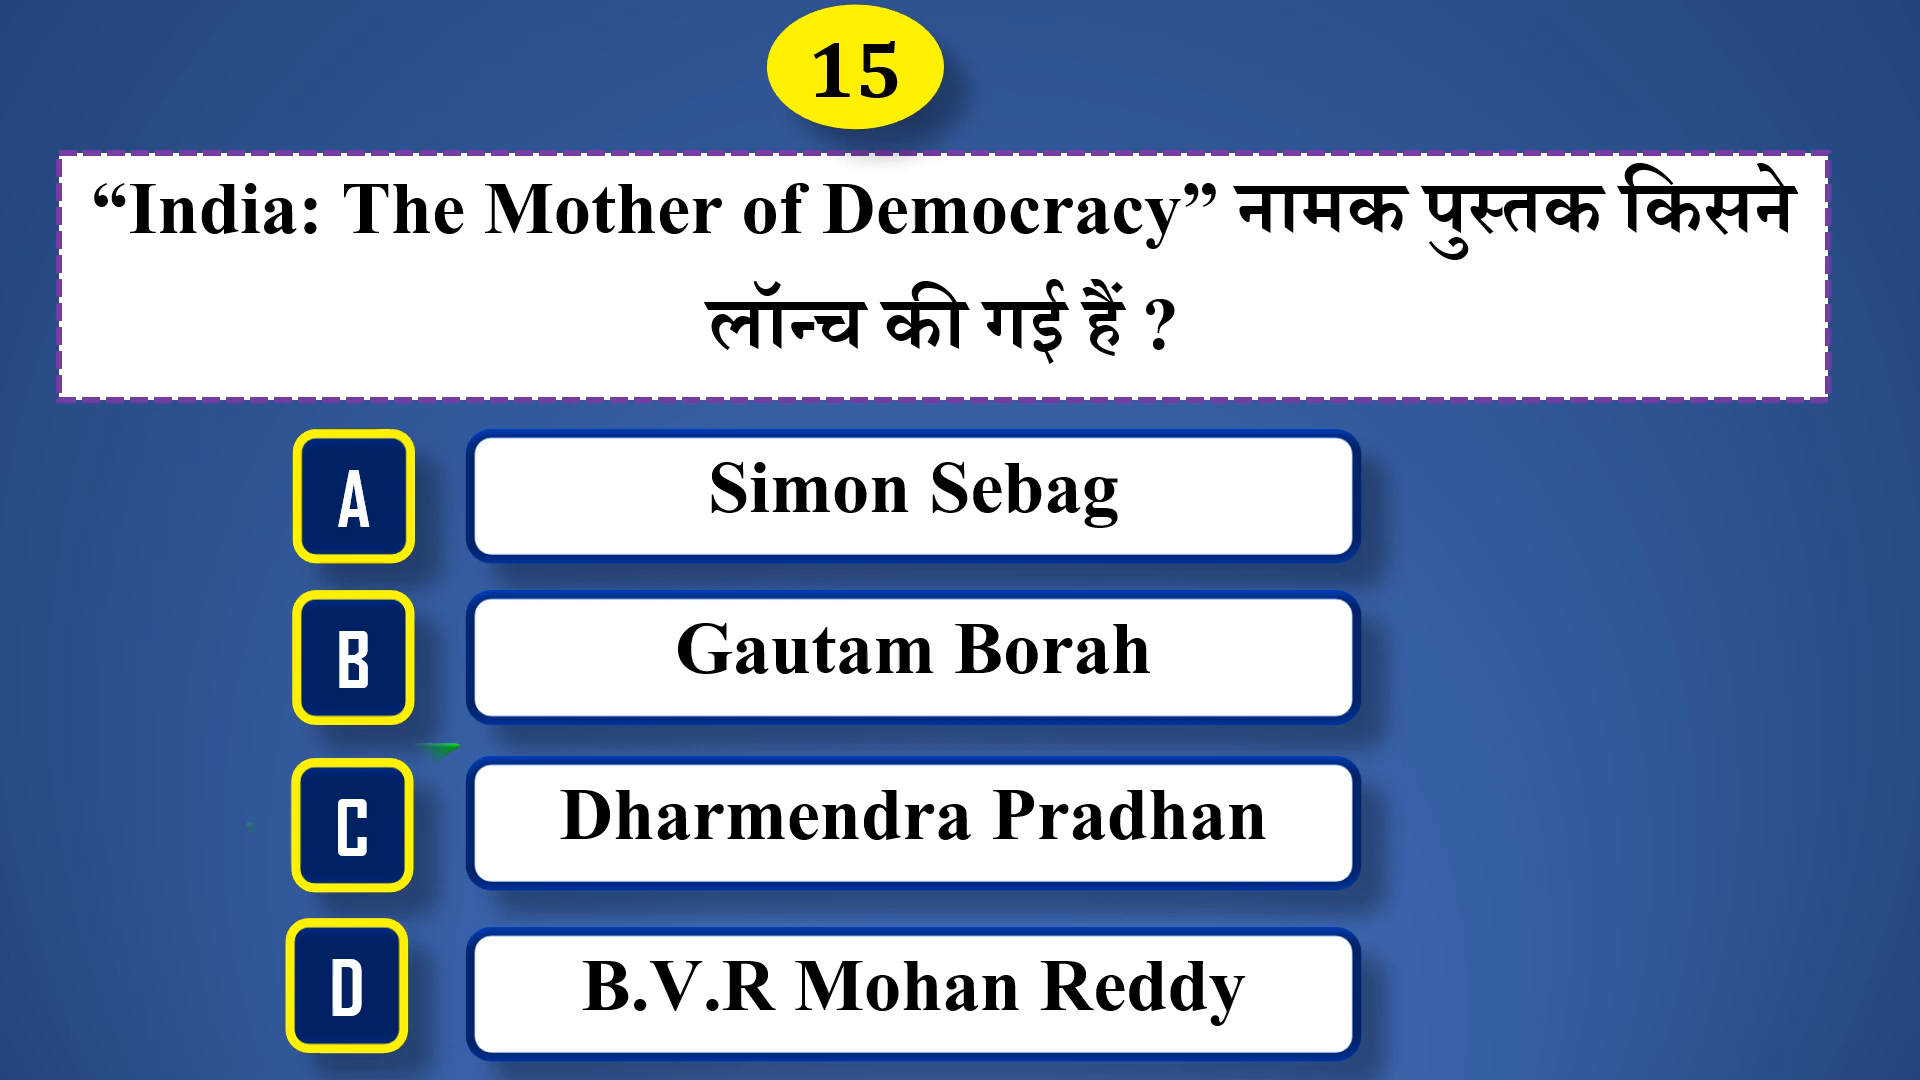 15
“India: The Mother of Democracy” नामक पुस्तक किसने
लॉन्च की गई हैं ?
A
Simon Sebag
B
Gautam Borah
C
Dharmendra Pradhan
D
B.V.R Mohan Reddy